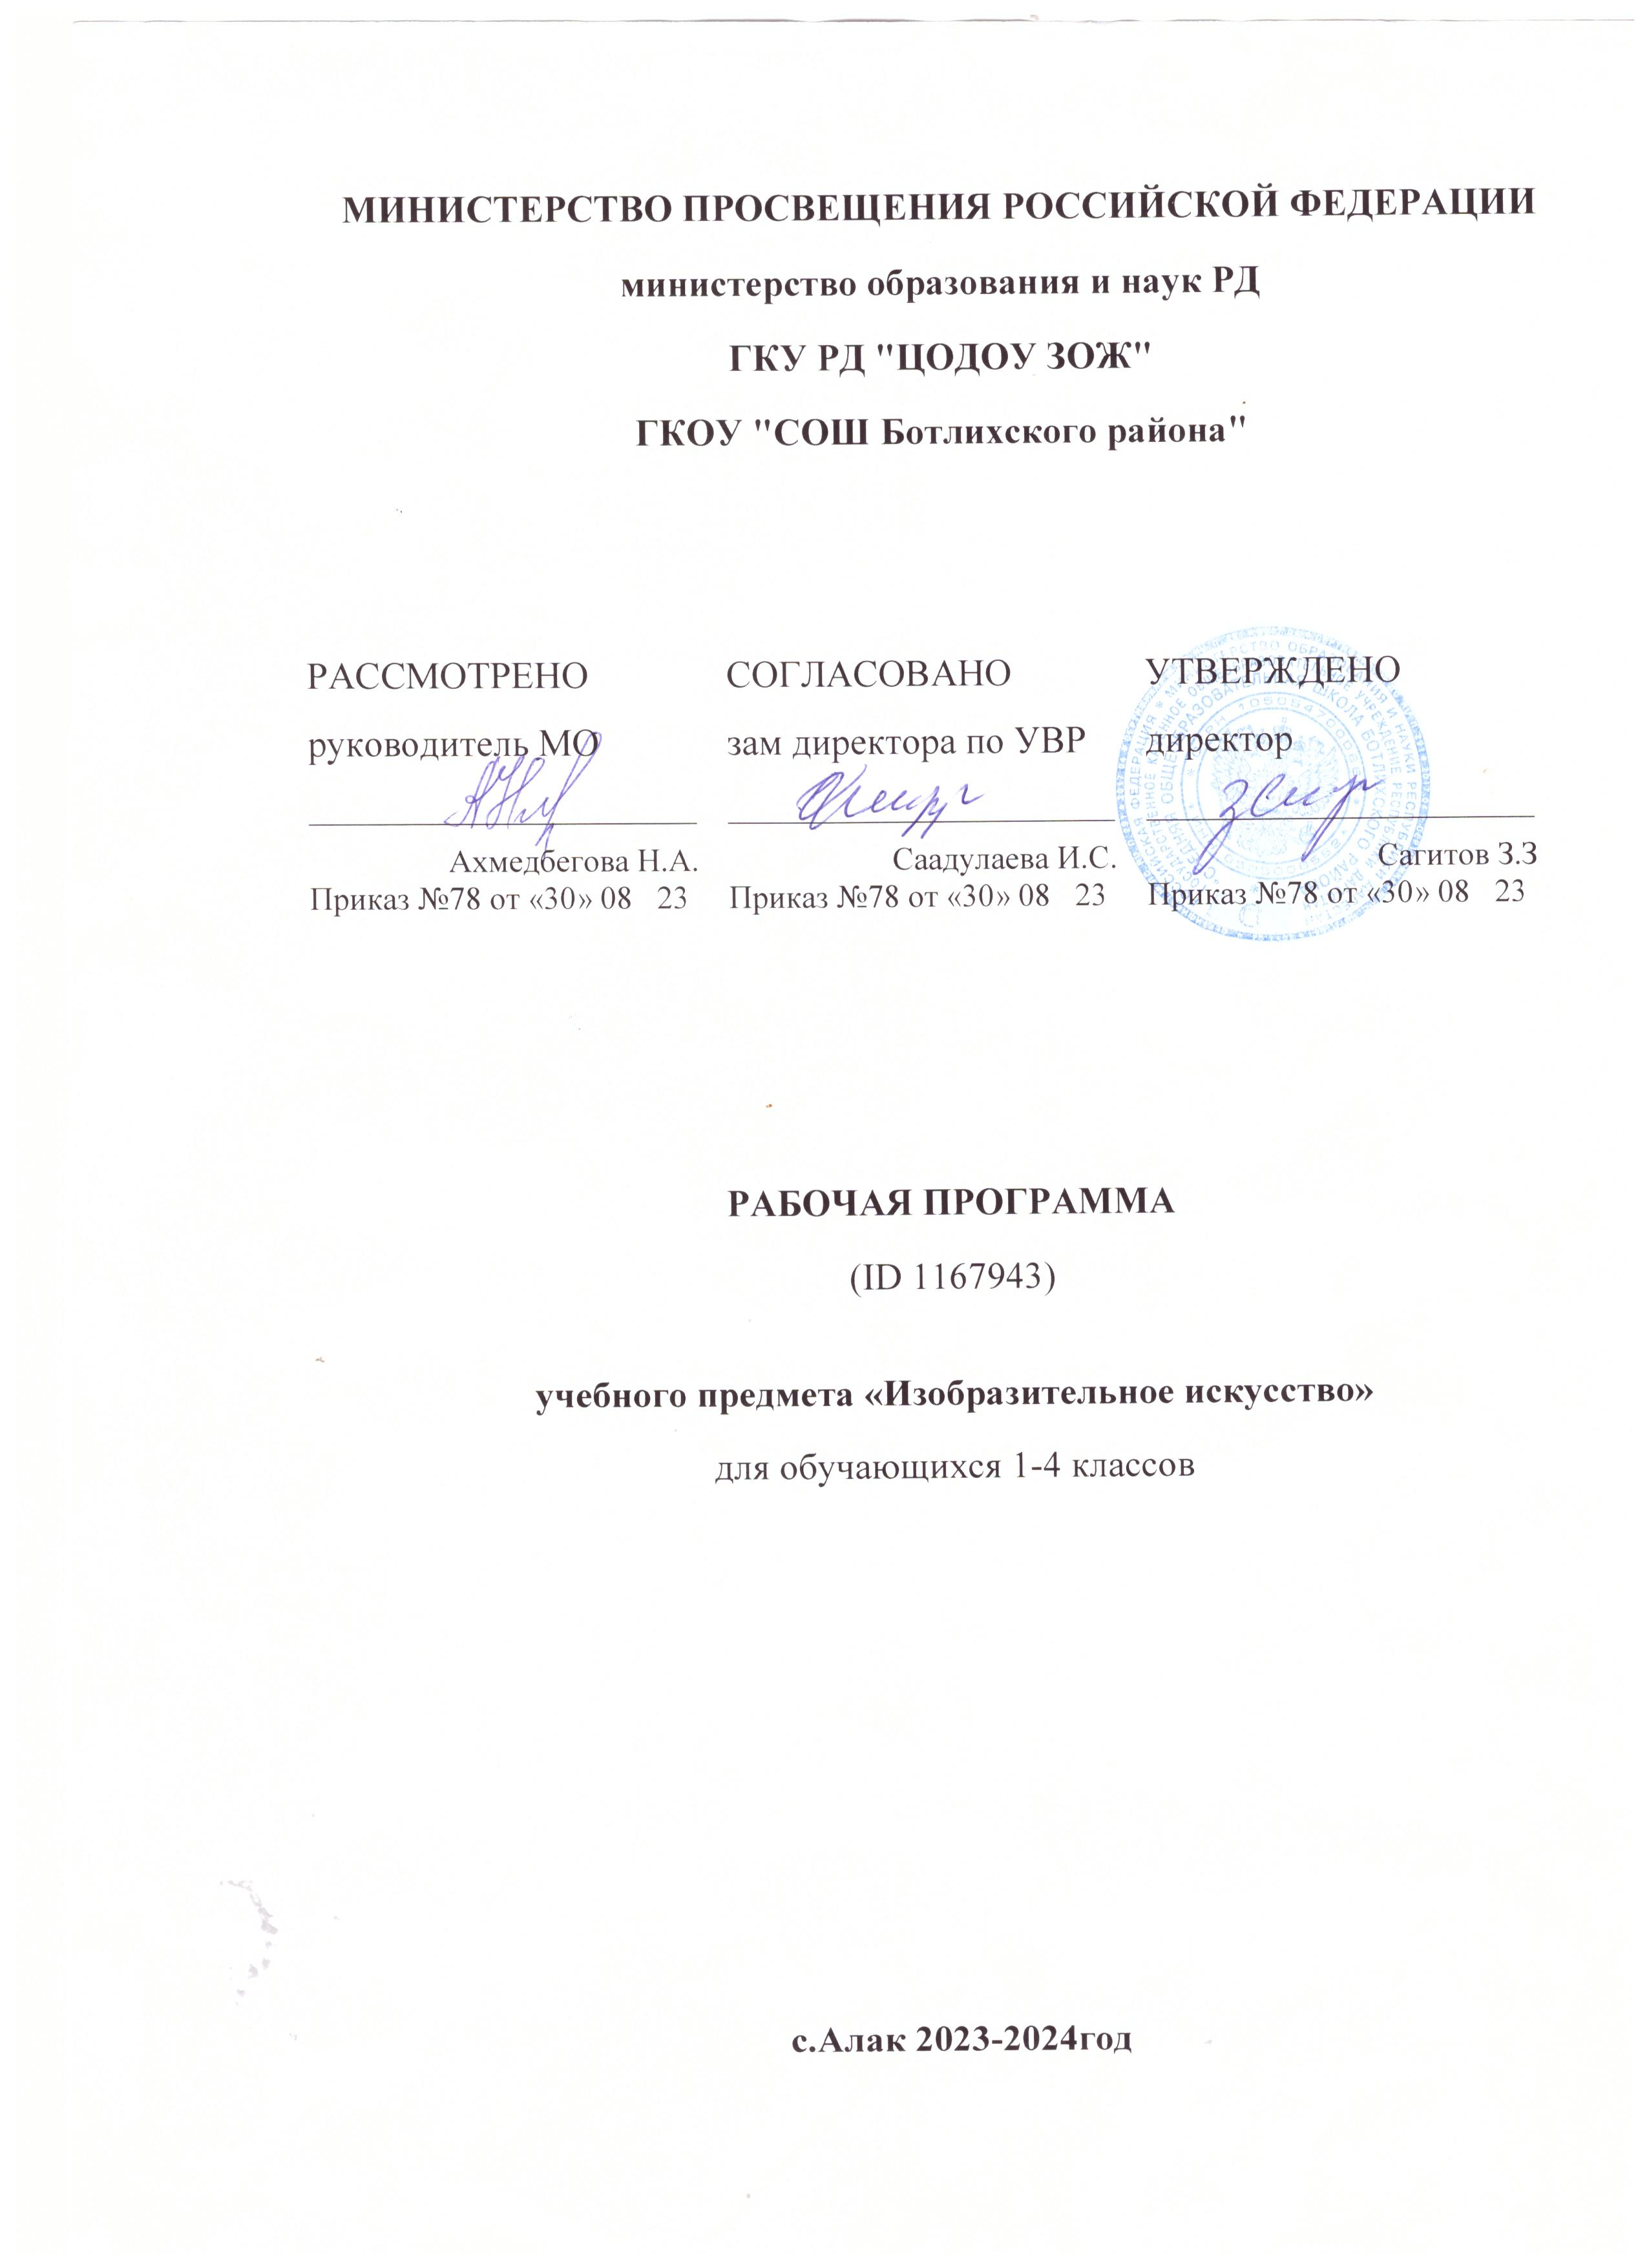 МИНИСТЕРСТВО ПРОСВЕЩЕНИЯ РОССИЙСКОЙ ФЕДЕРАЦИИ
министерство образования и наук РД
ГКУ РД "ЦОДОУ ЗОЖ"
ГКОУ "СОШ Ботлихского района"
РАССМОТРЕНО
руководитель МО
Ахмедбегова Н.А.
Приказ №78 от «30» 08 23
СОГЛАСОВАНО
зам директора по УВР
Саадулаева И.С.
Приказ №78 от «30» 08 23
УТВЕРЖДЕНО
директор
Сагитов З.З
Приказ №78 от «30» 08 23
РАБОЧАЯ ПРОГРАММА
(ID 1167943)
учебного предмета «Изобразительное искусство»
для обучающихся 1-4 классов
с.Алак 2023-2024год